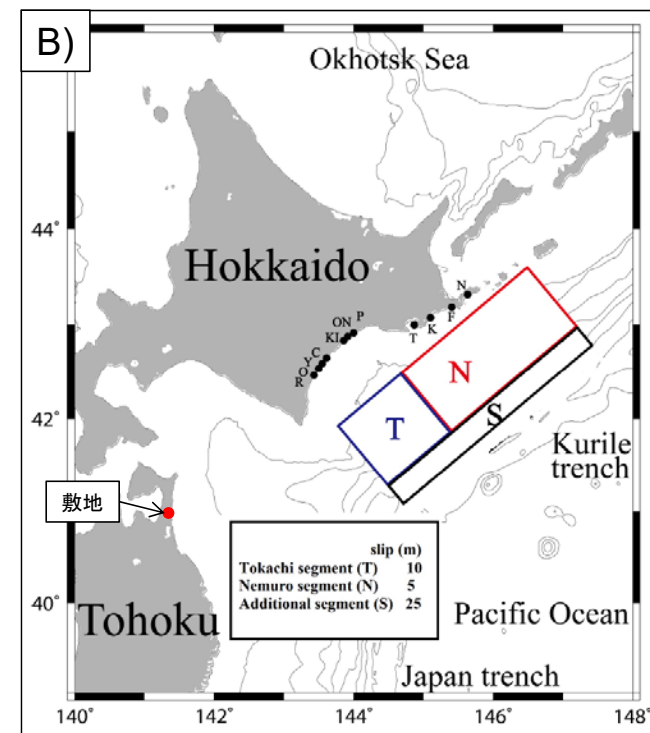 B)
Okhotsk Sea
44˚
Hokkaido
N
P
ON
KI
F
K
T
C
Y
O
R
N
42˚
T
S
Kurile
trench
敷地
slip (m)
Tokachi segment (T) 10
Nemuro segment (N) 5
Additional segment (S) 25
40˚
Tohoku
Pacific Ocean
Japan trench
140˚ 142˚ 144˚ 146˚ 148˚